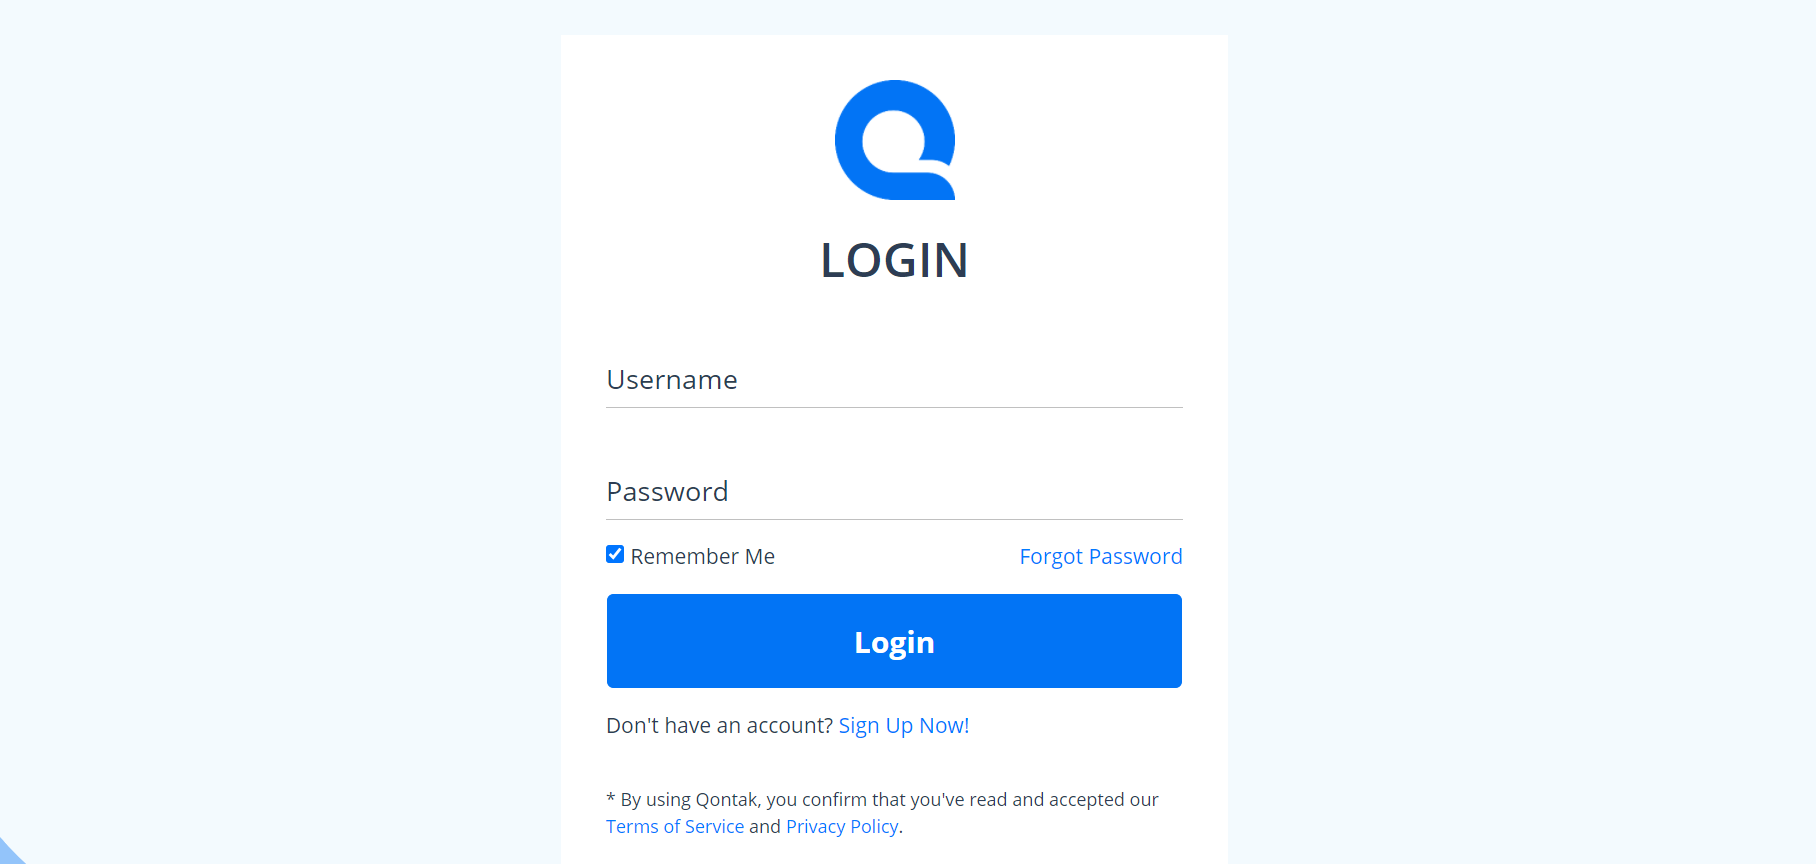 LOGIN
Username
Password
Remember Me
Forgot Password
Login
Don't have an account? Sign Up Now!
* By using Qontak, you confirm that you've read and accepted our
Terms of Service and Privacy Policy.